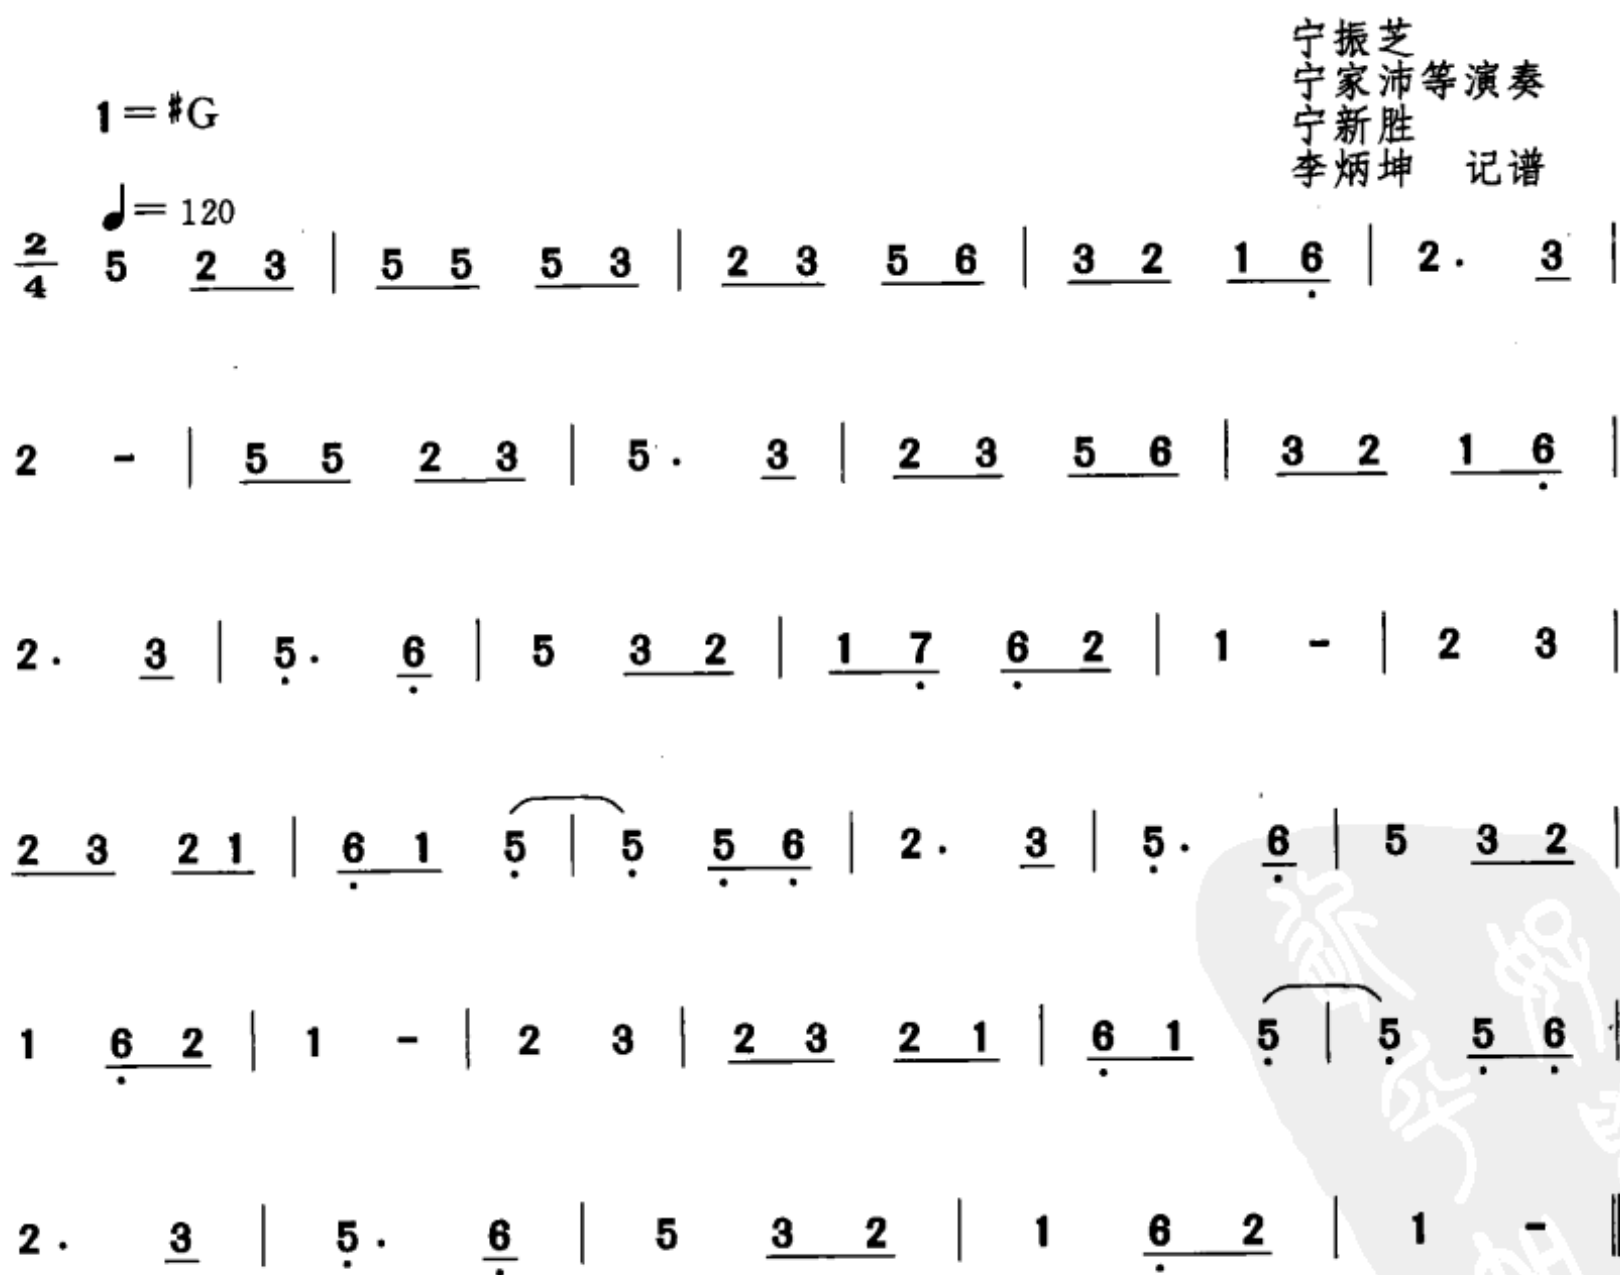 宁振芝
宁家沛等演奏
宁新胜
李炳坤 记谱
1=♯G
♩=120
2/4 5 2 3 | 5 5 5 3 | 2 3 5 6 | 3 2 1 6̣ | 2· 3 |
2 - | 5 5 2 3 | 5· 3 | 2 3 5 6 | 3 2 1 6̣ |
2· 3 | 5̣· 6̣ | 5 3 2 | 1 7̣ 6̣ 2 | 1 - | 2 3 |
2 3 2 1 | 6̣ 1 5̣ | 5̣ 5̣ 6̣ | 2· 3 | 5̣· 6̣ | 5 3 2 |
1 6̣ 2 | 1 - | 2 3 | 2 3 2 1 | 6̣ 1 5̣ | 5̣ 5̣ 6̣ |
2· 3 | 5̣· 6̣ | 5 3 2 | 1 6̣ 2 | 1 - ‖